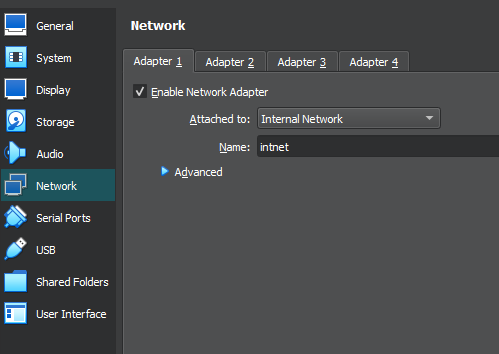 General
System
Display
Storage
Audio
Network
Serial Ports
USB
Shared Folders
User Interface
Network
Adapter 1 Adapter 2 Adapter 3 Adapter 4
Enable Network Adapter
Attached to: Internal Network
Name: intnet
Advanced